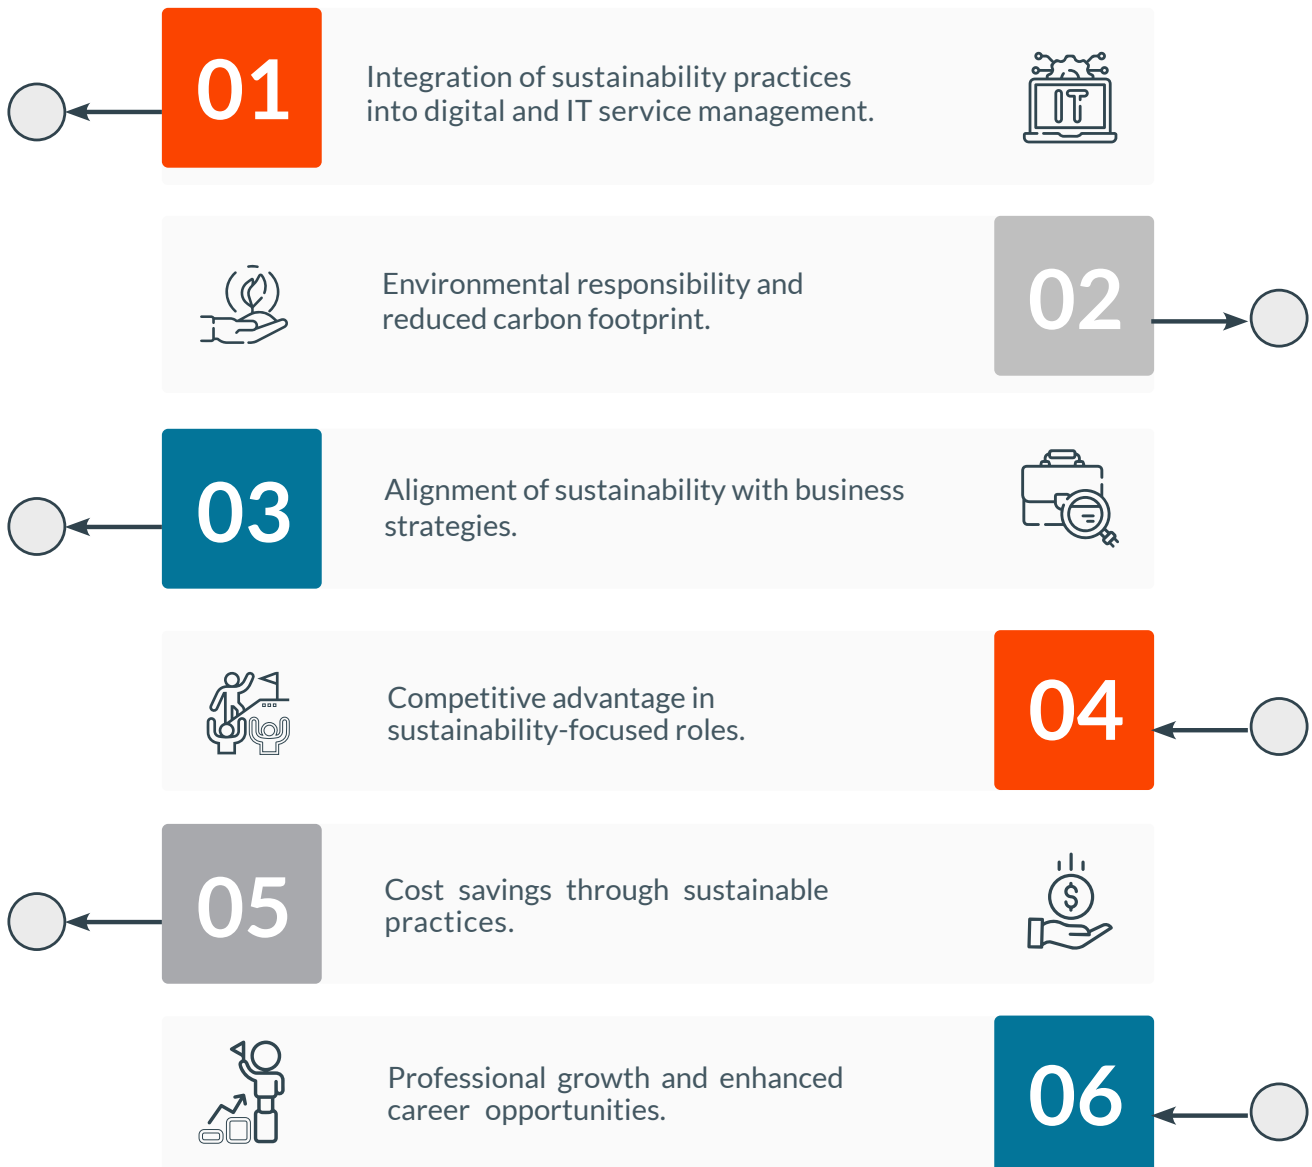 01
Integration of sustainability practices
into digital and IT service management.
IT
Environmental responsibility and
reduced carbon footprint.
02
03
Alignment of sustainability with business
strategies.
Competitive advantage in
sustainability-focused roles.
04
05
Cost savings through sustainable
practices.
$
Professional growth and enhanced
career opportunities.
06